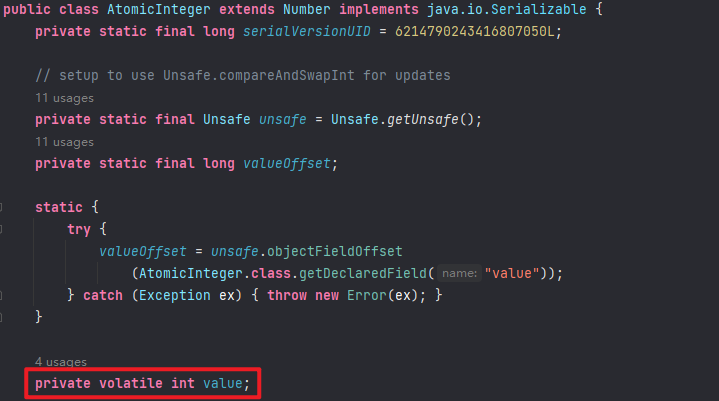 public class AtomicInteger extends Number implements java.io.Serializable {
private static final long serialVersionUID = 6214790243416807050L;
// setup to use Unsafe.compareAndSwapInt for updates
11 usages
private static final Unsafe unsafe = Unsafe.getUnsafe();
11 usages
private static final long valueOffset;
static {
try {
valueOffset = unsafe.objectFieldOffset
(AtomicInteger.class.getDeclaredField( name: "value"));
} catch (Exception ex) { throw new Error(ex); }
}
4 usages
private volatile int value;